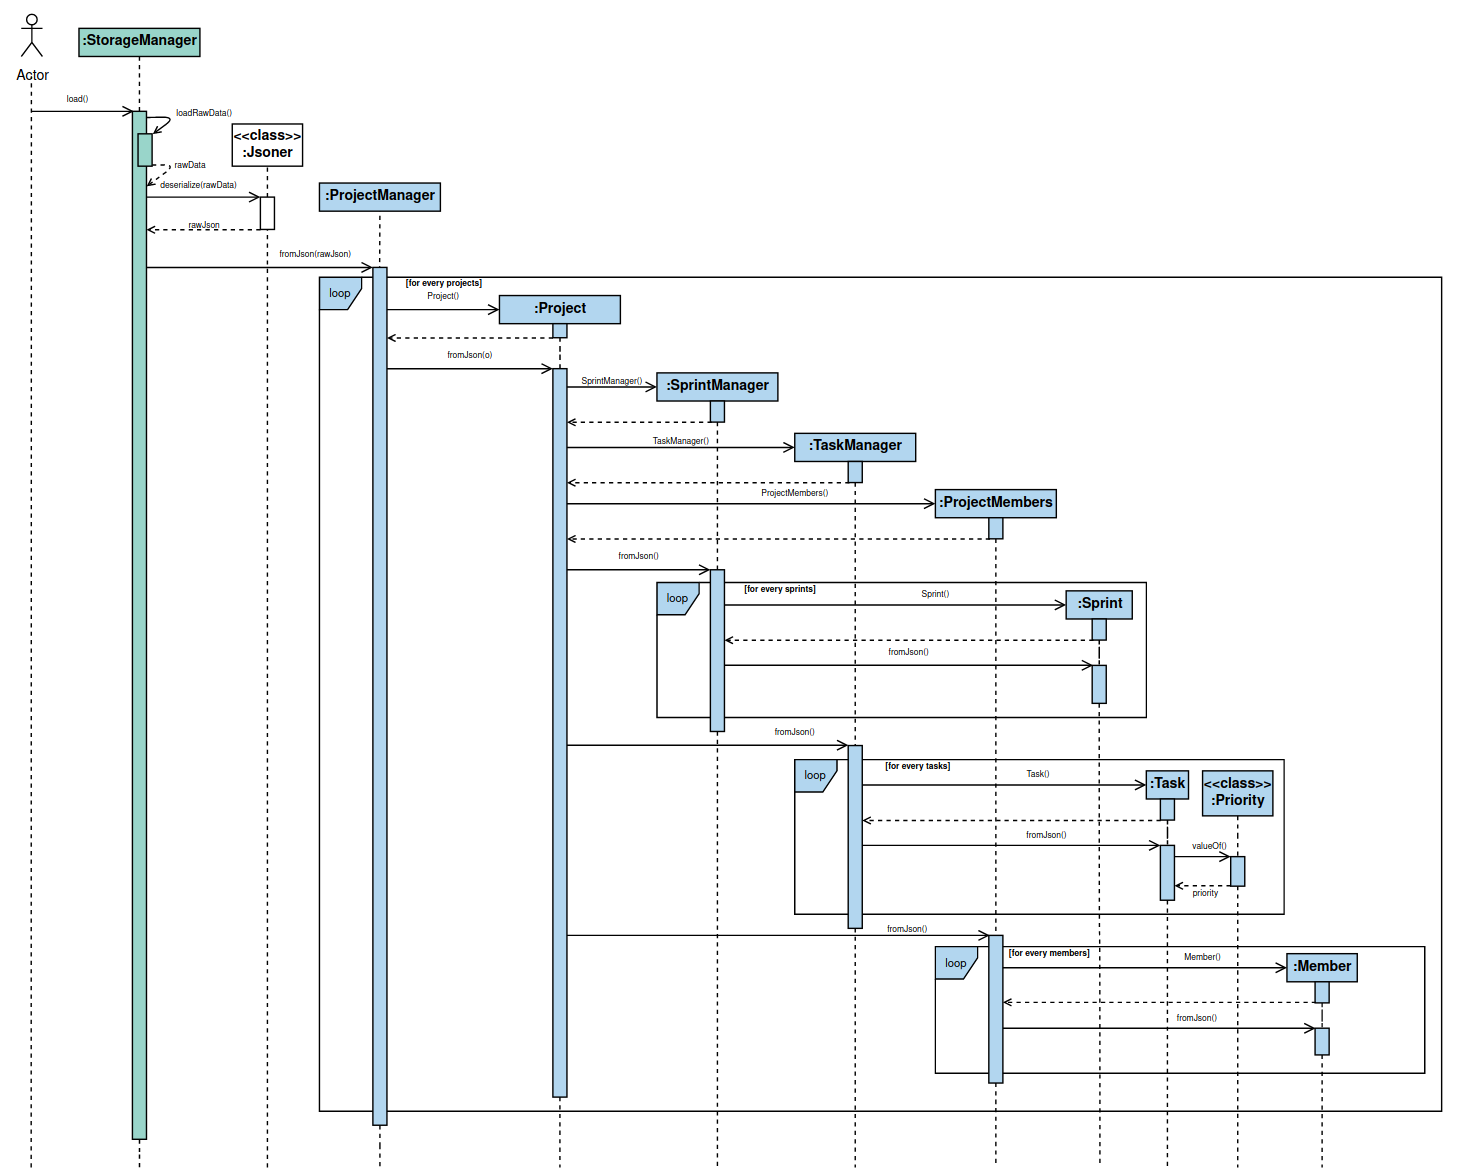 Actor
:StorageManager
load()
loadRawData()
<<class>>
:Jsoner
rawData
deserialize(rawData)
:ProjectManager
rawJson
fromJson(rawJson)
loop
[for every projects]
Project()
:Project
fromJson(o)
SprintManager()
:SprintManager
TaskManager()
:TaskManager
ProjectMembers()
:ProjectMembers
fromJson()
loop
[for every sprints]
Sprint()
:Sprint
fromJson()
fromJson()
loop
[for every tasks]
Task()
:Task
<<class>>
:Priority
fromJson()
valueOf()
priority
fromJson()
loop
[for every members]
Member()
:Member
fromJson()